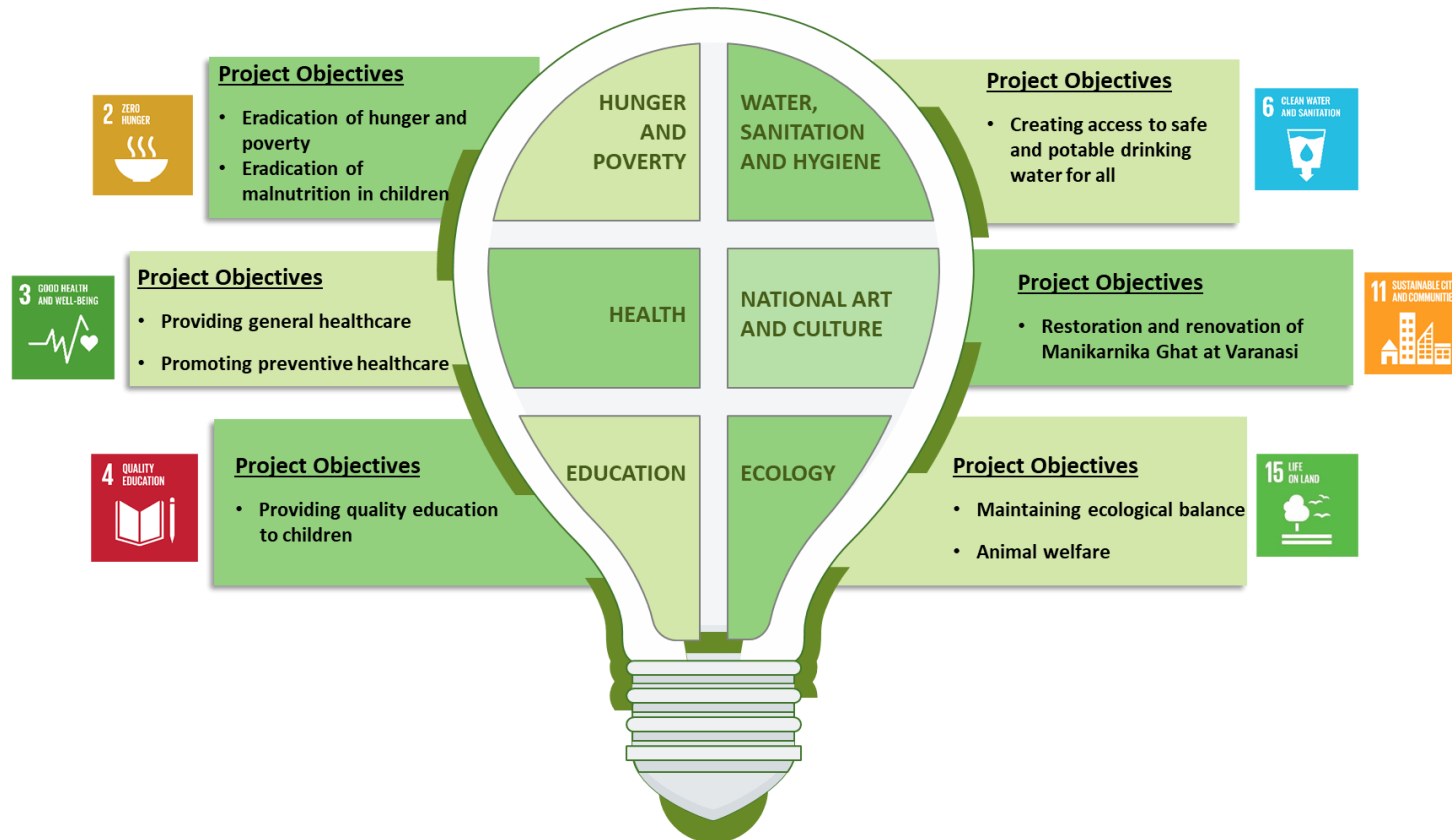 Project Objectives
• Eradication of hunger and
poverty
• Eradication of
malnutrition in children
2 ZERO
HUNGER
HUNGER
AND
POVERTY
WATER,
SANITATION
AND HYGIENE
Project Objectives
• Creating access to safe
and potable drinking
water for all
6 CLEAN WATER
AND SANITATION
3 GOOD HEALTH
AND WELL-BEING
Project Objectives
• Providing general healthcare
• Promoting preventive healthcare
HEALTH
NATIONAL ART
AND CULTURE
Project Objectives
• Restoration and renovation of
Manikarnika Ghat at Varanasi
11 SUSTAINABLE CIT
AND COMMUNITIE
4 QUALITY
EDUCATION
Project Objectives
• Providing quality education
to children
EDUCATION
ECOLOGY
Project Objectives
• Maintaining ecological balance
• Animal welfare
15 LIFE
ON LAND